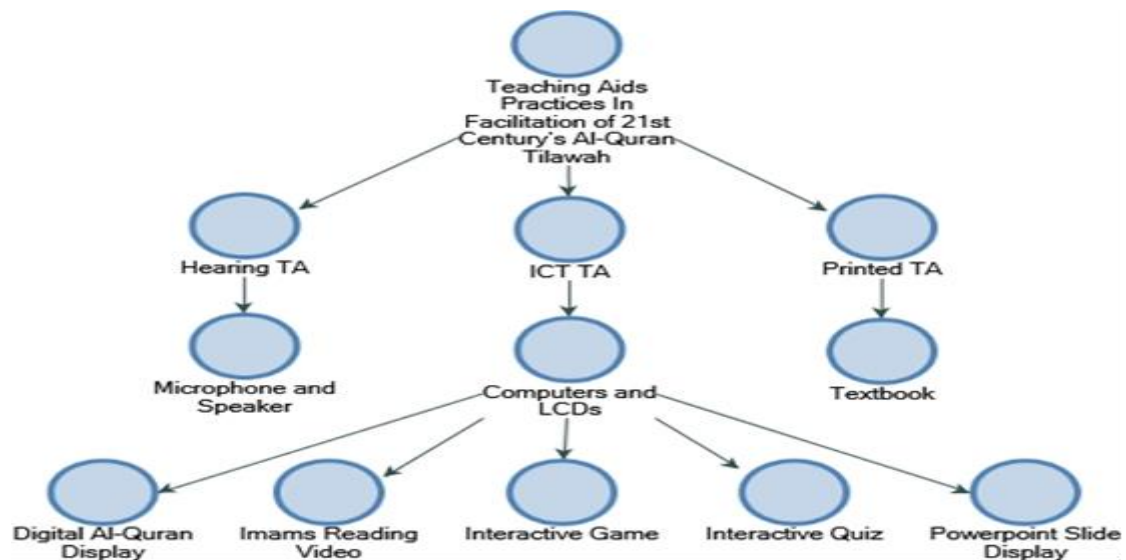 Teaching Aids
Practices In
Facilitation of 21st
Century's Al-Quran
Tilawah
Hearing TA
ICT TA
Printed TA
Microphone and
Speaker
Computers and
LCDs
Textbook
Digital Al-Quran
Display
Imams Reading
Video
Interactive Game
Interactive Quiz
Powerpoint Slide
Display